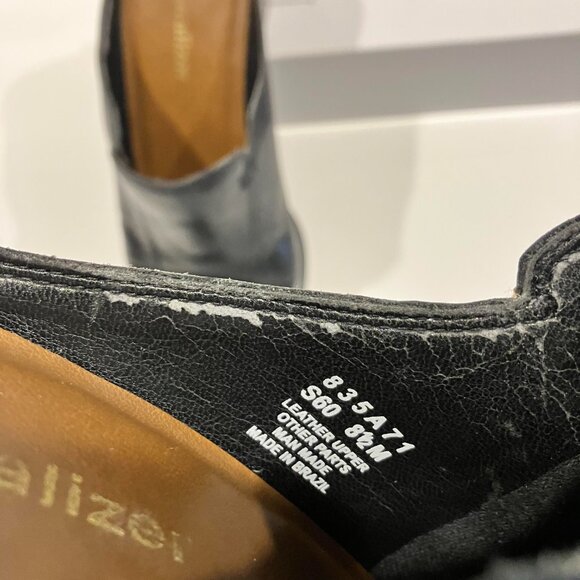 835A71
S60 8½M
LEATHER UPPER
OTHER PARTS
MAN MADE
MADE IN BRAZIL
alizer